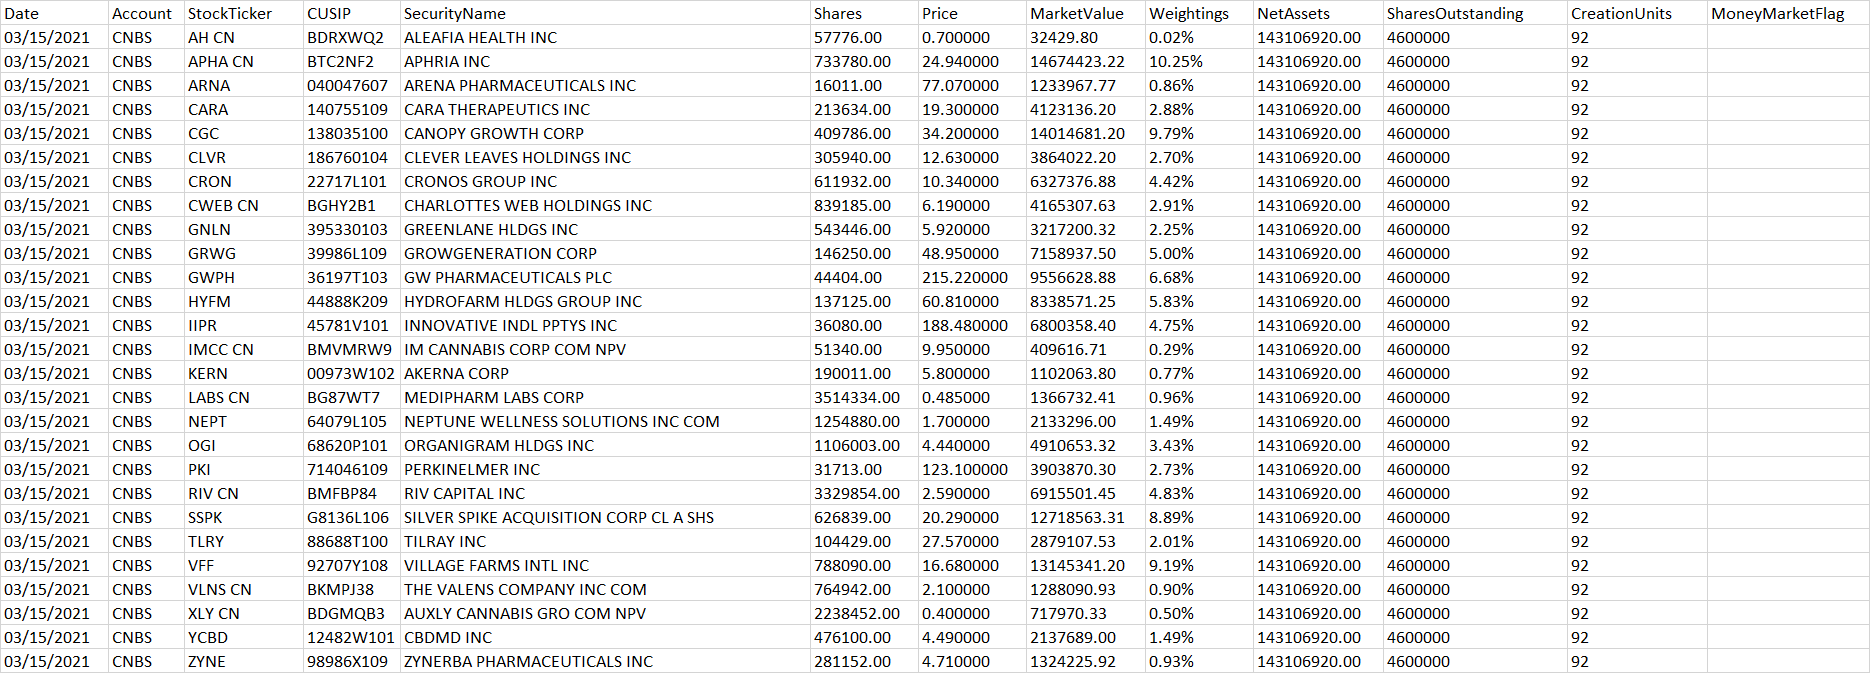 Date Account StockTicker CUSIP SecurityName Shares Price MarketValue Weightings NetAssets SharesOutstanding CreationUnits MoneyMarketFlag
03/15/2021 CNBS AH CN BDRXWQ2 ALEAFIA HEALTH INC 57776.00 0.700000 32429.80 0.02% 143106920.00 4600000 92
03/15/2021 CNBS APHA CN BTC2NF2 APHRIA INC 733780.00 24.940000 14674423.22 10.25% 143106920.00 4600000 92
03/15/2021 CNBS ARNA 040047607 ARENA PHARMACEUTICALS INC 16011.00 77.070000 1233967.77 0.86% 143106920.00 4600000 92
03/15/2021 CNBS CARA 140755109 CARA THERAPEUTICS INC 213634.00 19.300000 4123136.20 2.88% 143106920.00 4600000 92
03/15/2021 CNBS CGC 138035100 CANOPY GROWTH CORP 409786.00 34.200000 14014681.20 9.79% 143106920.00 4600000 92
03/15/2021 CNBS CLVR 186760104 CLEVER LEAVES HOLDINGS INC 305940.00 12.630000 3864022.20 2.70% 143106920.00 4600000 92
03/15/2021 CNBS CRON 22717L101 CRONOS GROUP INC 611932.00 10.340000 6327376.88 4.42% 143106920.00 4600000 92
03/15/2021 CNBS CWEB CN BGHY2B1 CHARLOTTES WEB HOLDINGS INC 839185.00 6.190000 4165307.63 2.91% 143106920.00 4600000 92
03/15/2021 CNBS GNLN 395330103 GREENLANE HLDGS INC 543446.00 5.920000 3217200.32 2.25% 143106920.00 4600000 92
03/15/2021 CNBS GRWG 39986L109 GROWGENERATION CORP 146250.00 48.950000 7158937.50 5.00% 143106920.00 4600000 92
03/15/2021 CNBS GWPH 36197T103 GW PHARMACEUTICALS PLC 44404.00 215.220000 9556628.88 6.68% 143106920.00 4600000 92
03/15/2021 CNBS HYFM 44888K209 HYDROFARM HLDGS GROUP INC 137125.00 60.810000 8338571.25 5.83% 143106920.00 4600000 92
03/15/2021 CNBS IIPR 45781V101 INNOVATIVE INDL PPTYS INC 36080.00 188.480000 6800358.40 4.75% 143106920.00 4600000 92
03/15/2021 CNBS IMCC CN BMVMRW9 IM CANNABIS CORP COM NPV 51340.00 9.950000 409616.71 0.29% 143106920.00 4600000 92
03/15/2021 CNBS KERN 00973W102 AKERNA CORP 190011.00 5.800000 1102063.80 0.77% 143106920.00 4600000 92
03/15/2021 CNBS LABS CN BG87WT7 MEDIPHARM LABS CORP 3514334.00 0.485000 1366732.41 0.96% 143106920.00 4600000 92
03/15/2021 CNBS NEPT 64079L105 NEPTUNE WELLNESS SOLUTIONS INC COM 1254880.00 1.700000 2133296.00 1.49% 143106920.00 4600000 92
03/15/2021 CNBS OGI 68620P101 ORGANIGRAM HLDGS INC 1106003.00 4.440000 4910653.32 3.43% 143106920.00 4600000 92
03/15/2021 CNBS PKI 714046109 PERKINELMER INC 31713.00 123.100000 3903870.30 2.73% 143106920.00 4600000 92
03/15/2021 CNBS RIV CN BMFBP84 RIV CAPITAL INC 3329854.00 2.590000 6915501.45 4.83% 143106920.00 4600000 92
03/15/2021 CNBS SSPK G8136L106 SILVER SPIKE ACQUISITION CORP CL A SHS 626839.00 20.290000 12718563.31 8.89% 143106920.00 4600000 92
03/15/2021 CNBS TLRY 88688T100 TILRAY INC 104429.00 27.570000 2879107.53 2.01% 143106920.00 4600000 92
03/15/2021 CNBS VFF 92707Y108 VILLAGE FARMS INTL INC 788090.00 16.680000 13145341.20 9.19% 143106920.00 4600000 92
03/15/2021 CNBS VLNS CN BKMPJ38 THE VALENS COMPANY INC COM 764942.00 2.100000 1288090.93 0.90% 143106920.00 4600000 92
03/15/2021 CNBS XLY CN BDGMQB3 AUXLY CANNABIS GRO COM NPV 2238452.00 0.400000 717970.33 0.50% 143106920.00 4600000 92
03/15/2021 CNBS YCBD 12482W101 CBDMD INC 476100.00 4.490000 2137689.00 1.49% 143106920.00 4600000 92
03/15/2021 CNBS ZYNE 98986X109 ZYNERBA PHARMACEUTICALS INC 281152.00 4.710000 1324225.92 0.93% 143106920.00 4600000 92